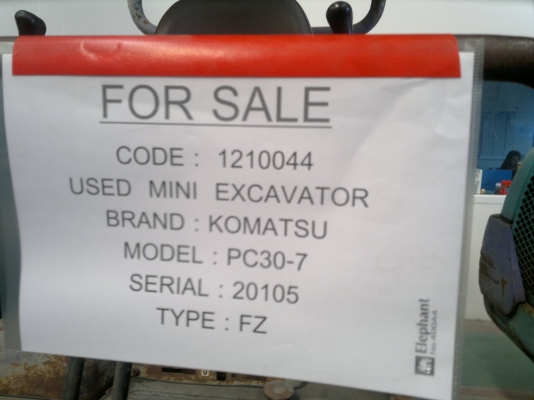 FOR SALE
CODE : 1210044
USED MINI EXCAVATOR
BRAND : KOMATSU
MODEL : PC30-7
SERIAL : 20105
TYPE : FZ
Elephant